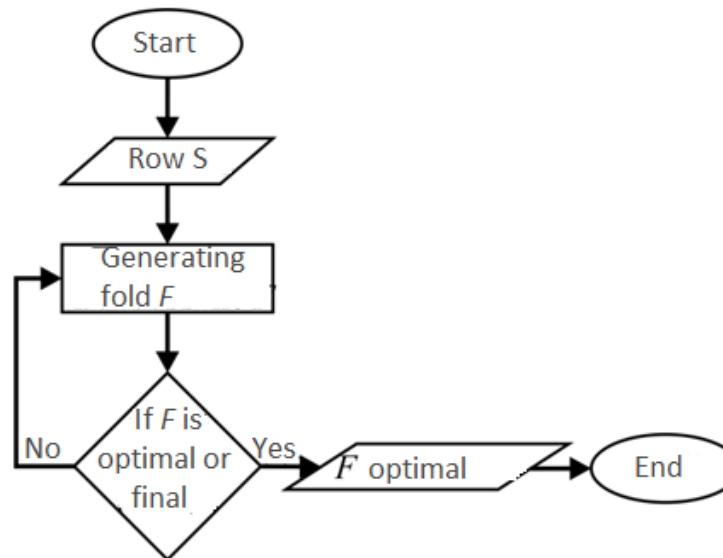 Start
Row S
Generating
fold F
If F is
optimal or
final
No
Yes
F optimal
End